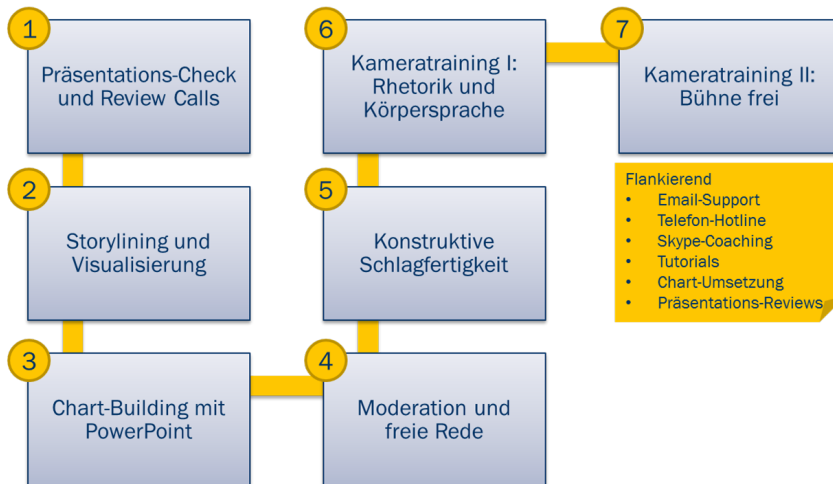 1
Präsentations-Check
und Review Calls
2
Storylining und
Visualisierung
3
Chart-Building mit
PowerPoint
4
Moderation und
freie Rede
5
Konstruktive
Schlagfertigkeit
6
Kameratraining I:
Rhetorik und
Körpersprache
7
Kameratraining II:
Bühne frei
Flankierend
• Email-Support
• Telefon-Hotline
• Skype-Coaching
• Tutorials
• Chart-Umsetzung
• Präsentations-Reviews